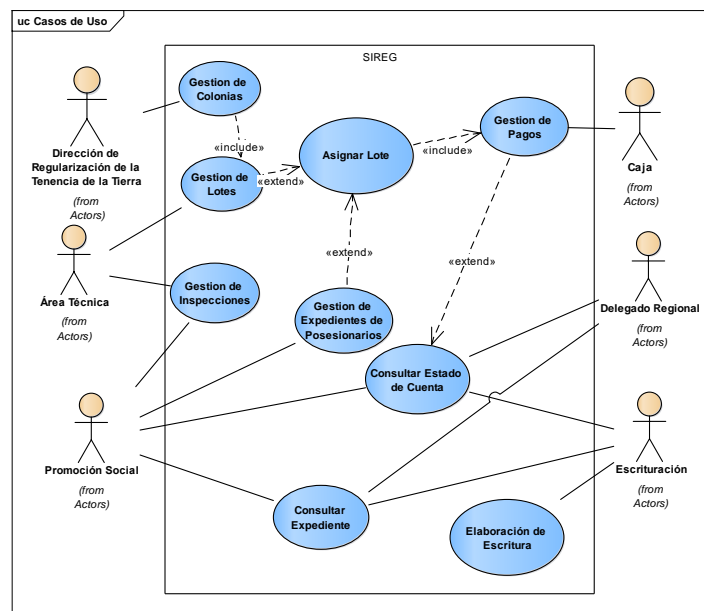 uc Casos de Uso
SIREG
Gestion de
Colonias
Gestion de
Pagos
Asignar Lote
«include»
«include»
Dirección de
Regularización de la
Tenencia de la Tierra
(from
Actors)
Caja
(from
Actors)
Gestion de
Lotes
«extend»
Área Técnica
(from
Actors)
Gestion de
Inspecciones
«extend»
«extend»
Gestion de
Expedientes de
Posesionarios
Delegado Regional
(from
Actors)
Consultar Estado
de Cuenta
Promoción Social
(from
Actors)
Escrituración
(from
Actors)
Consultar
Expediente
Elaboración de
Escritura